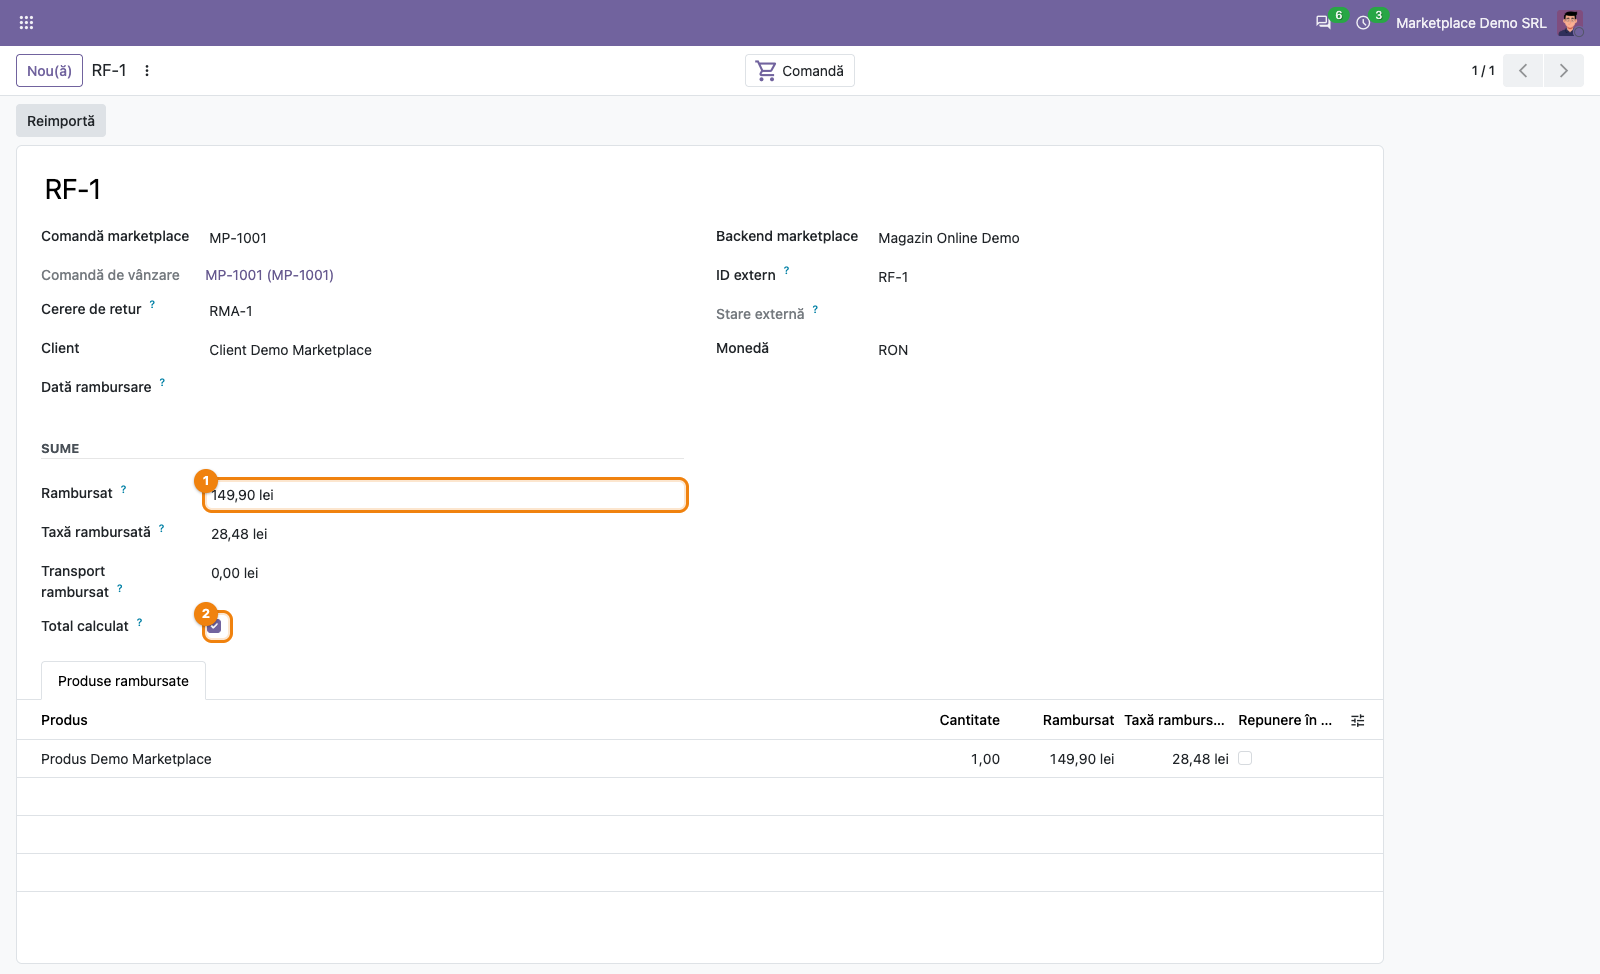 6
3
Marketplace Demo SRL
Nou(ă)
RF-1
Comandă
1 / 1
Reimportă
RF-1
Comandă marketplace
MP-1001
Backend marketplace
Magazin Online Demo
Comandă de vânzare
MP-1001 (MP-1001)
ID extern ?
RF-1
Cerere de retur ?
RMA-1
Stare externă ?
Client
Client Demo Marketplace
Monedă
RON
Dată rambursare ?
SUME
1
Rambursat ?
149,90 lei
Taxă rambursată ?
28,48 lei
Transport
rambursat ?
0,00 lei
2
Total calculat ?
Produse rambursate
Produs
Cantitate
Rambursat
Taxă ramburs...
Repunere în ...
Produs Demo Marketplace
1,00
149,90 lei
28,48 lei